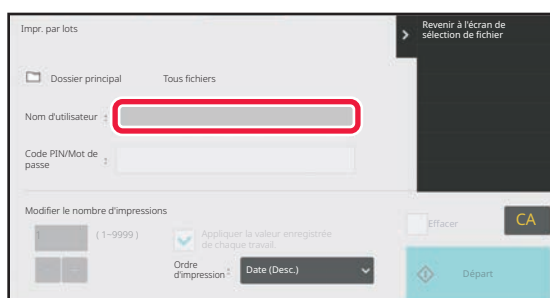 Impr. par lots
Revenir à l'écran de
sélection de fichier
Dossier principal
Tous fichiers
Nom d'utilisateur :
Code PIN/Mot de
passe :
Modifier le nombre d'impressions
1
(1~9999)
Appliquer la valeur enregistrée
de chaque travail.
Effacer
CA
Ordre
d'impression :
Date (Desc.)
Départ